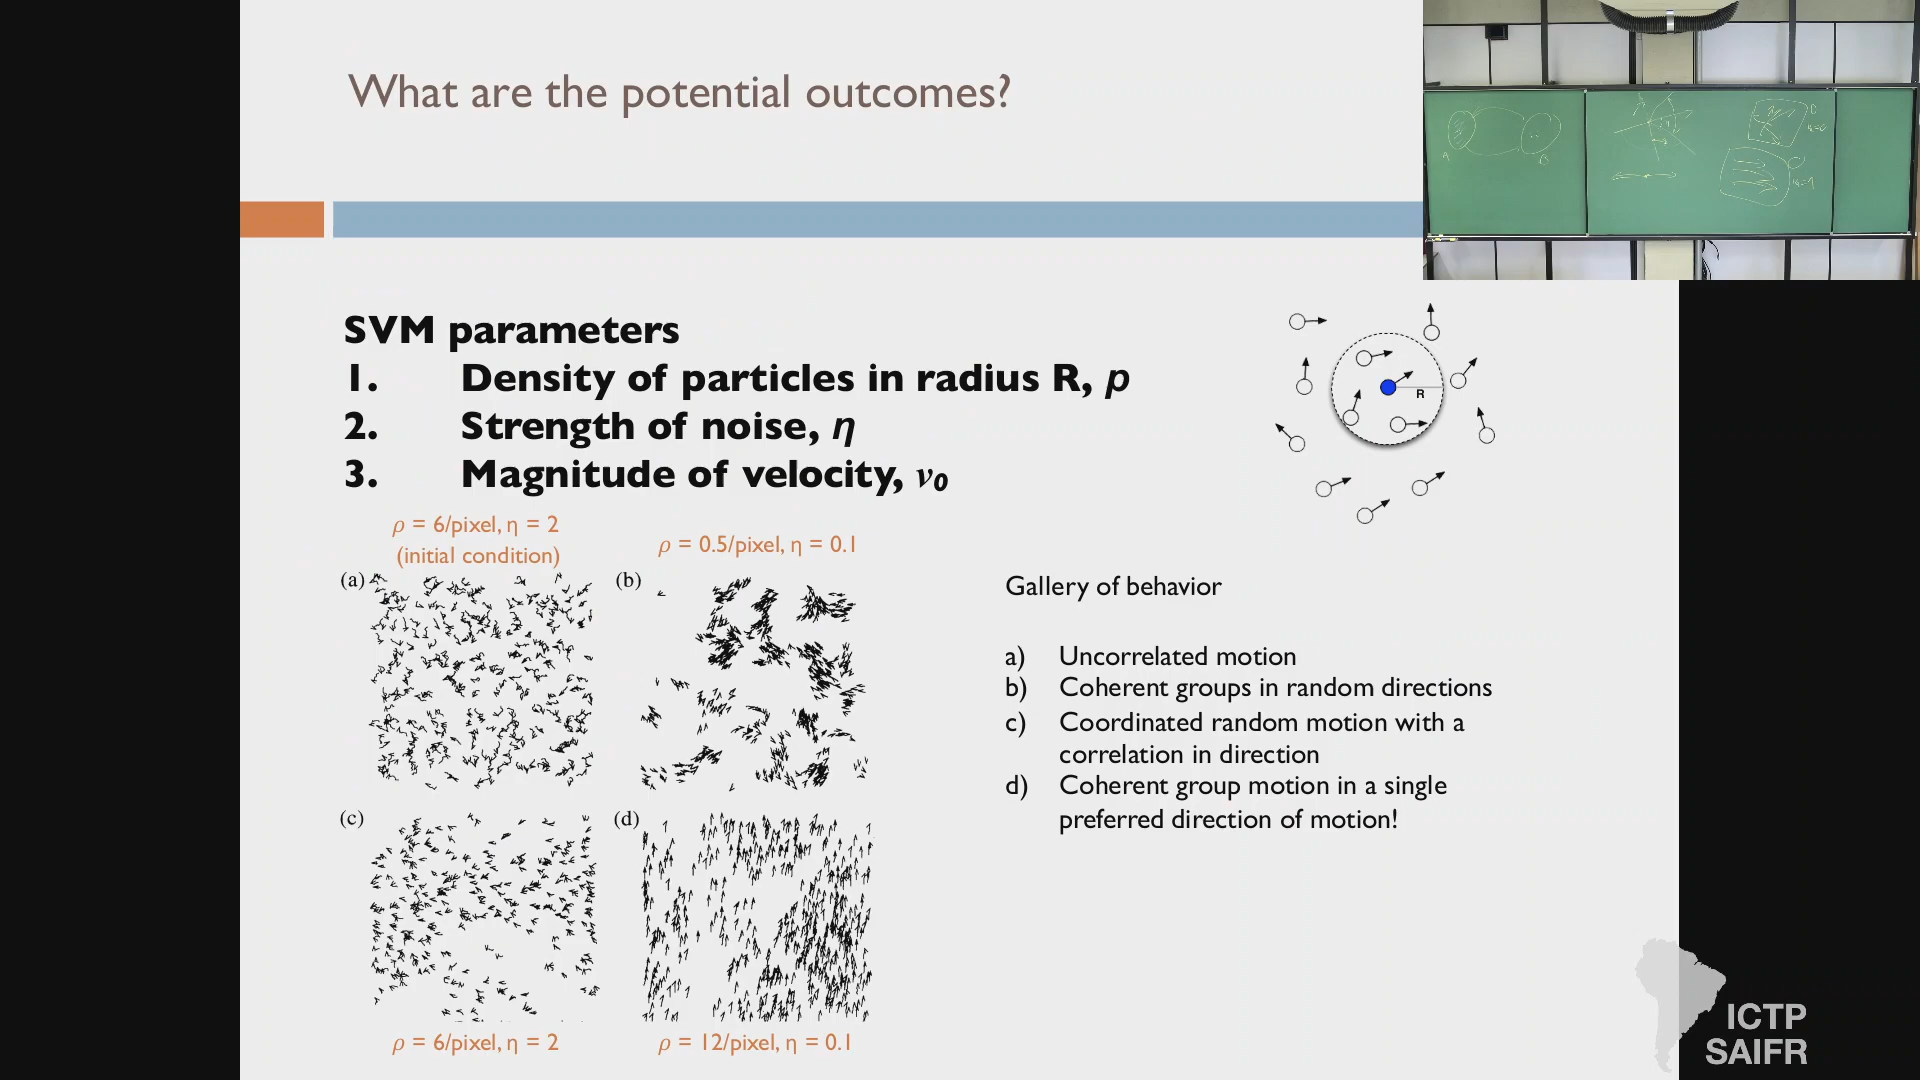 What are the potential outcomes?
SVM parameters
1. Density of particles in radius R, p
2. Strength of noise, η
3. Magnitude of velocity, v₀
R
ρ = 6/pixel, η = 2
(initial condition)
ρ = 0.5/pixel, η = 0.1
(a)
(b)
(c)
(d)
ρ = 6/pixel, η = 2
ρ = 12/pixel, η = 0.1
Gallery of behavior
a) Uncorrelated motion
b) Coherent groups in random directions
c) Coordinated random motion with a
correlation in direction
d) Coherent group motion in a single
preferred direction of motion!
A
B
ICTP
SAIFR